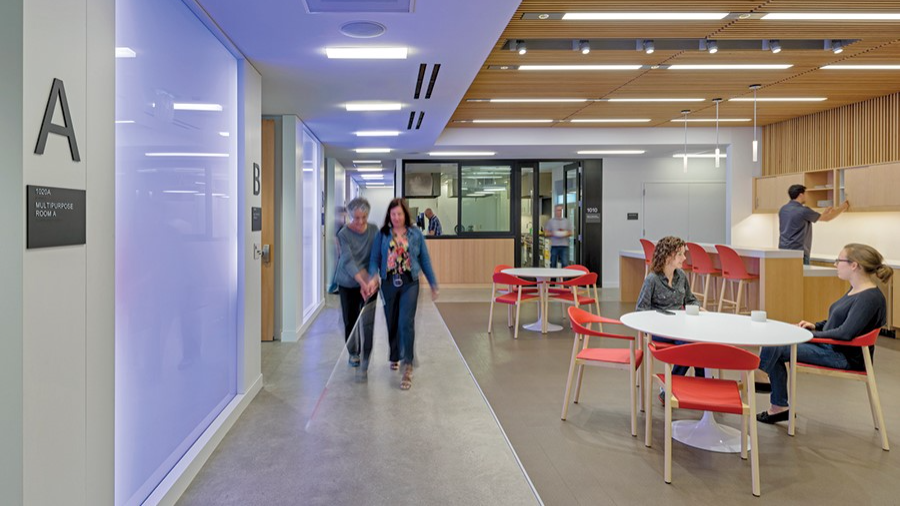 A
1020A
MULTIPURPOSE
ROOM A
B
1010